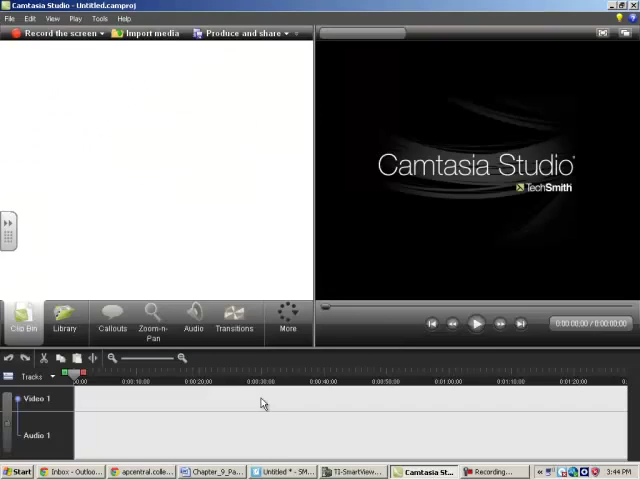 Camtasia Studio - Untitled.camproj
File Edit View Play Tools Help
Record the screen Import media Produce and share
Camtasia Studio
TechSmith
Clip Bin Library Callouts Zoom-n-Pan Audio Transitions More
0:00:00;00 / 0:00:00;00
Tracks 00;00 0:00:10;00 0:00:20;00 0:00:30;00 0:00:40;00 0:00:50;00 0:01:00;00 0:01:10;00 0:01:20;00
Video 1
Audio 1
Start Inbox - Outloo... apcentral.colle... Chapter_9_Pa... Untitled * - SM... TI-SmartView... Camtasia St... Recording... 3:44 PM